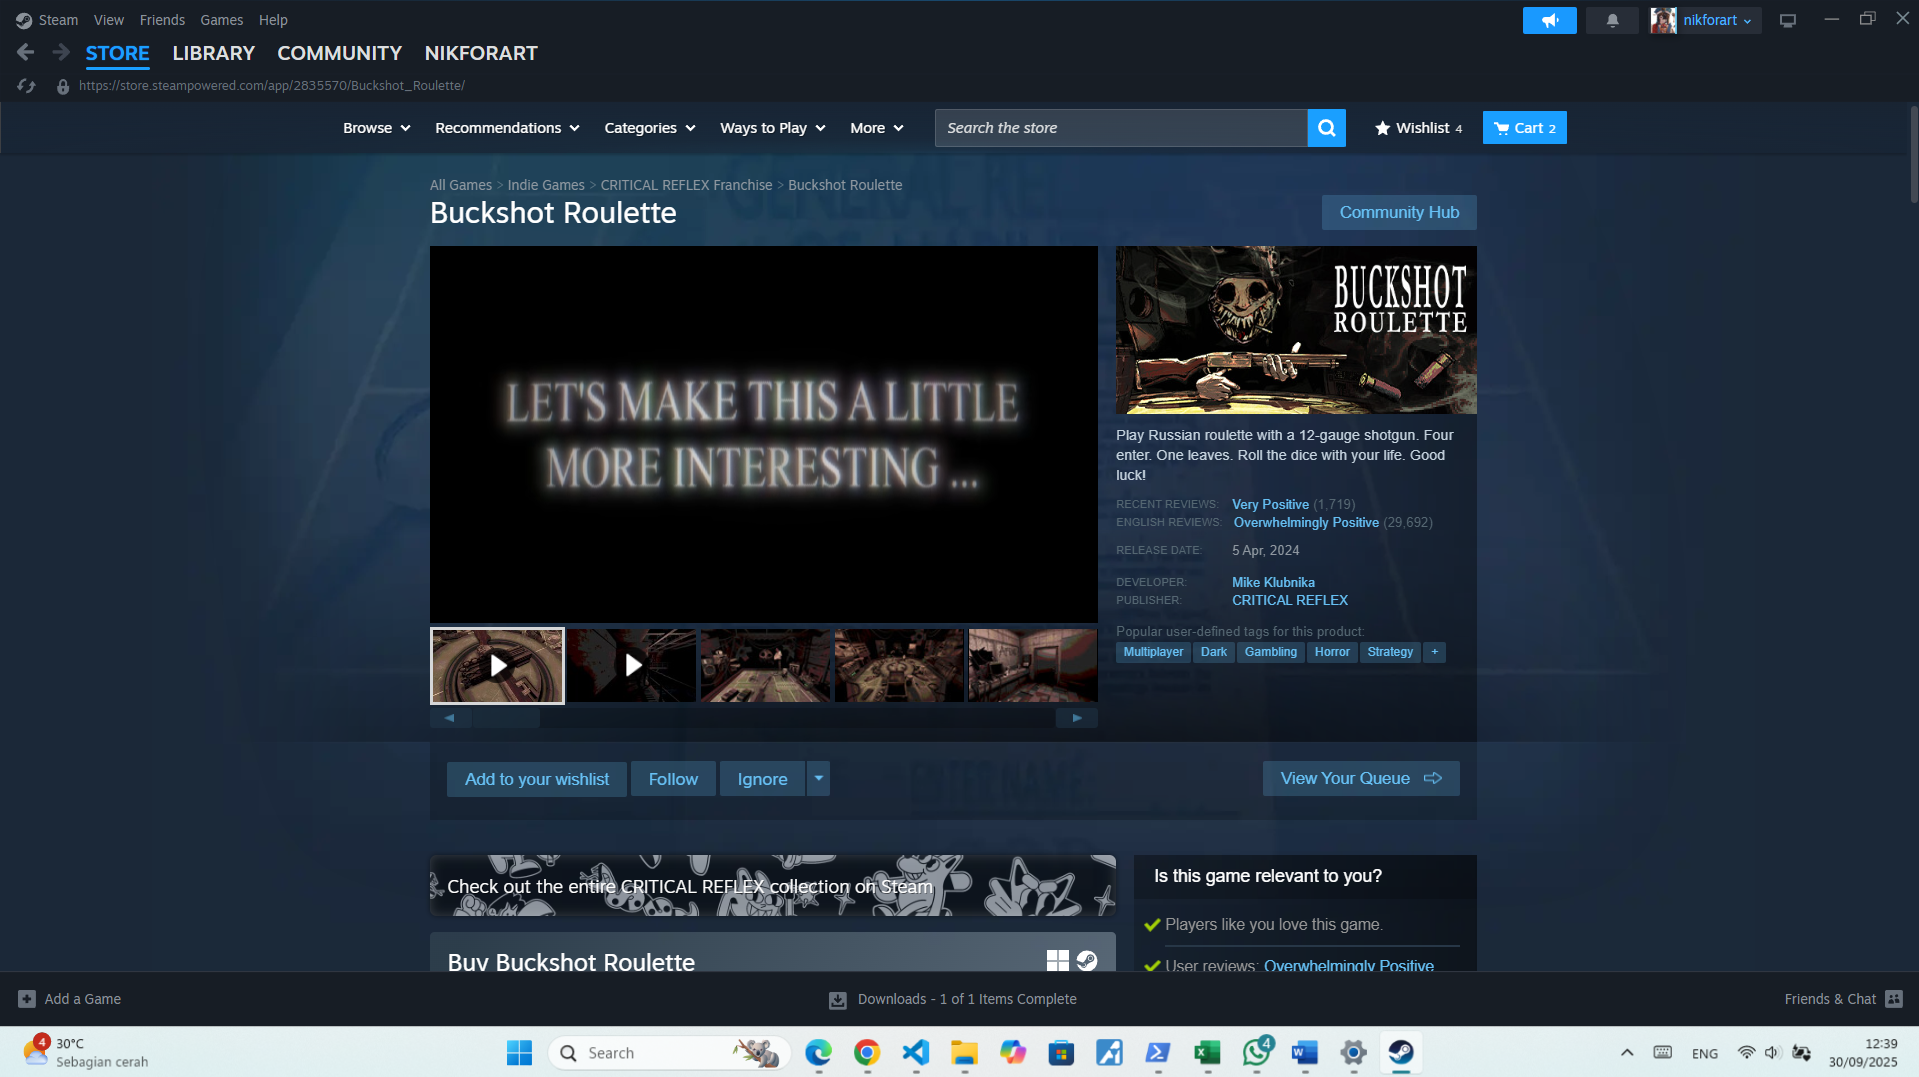 Steam View Friends Games Help
nikforart
STORE LIBRARY COMMUNITY NIKFORART
https://store.steampowered.com/app/2835570/Buckshot_Roulette/
Browse Recommendations Categories Ways to Play More
Search the store
Wishlist 4
Cart 2
All Games > Indie Games > CRITICAL REFLEX Franchise > Buckshot Roulette
Buckshot Roulette
Community Hub
LET'S MAKE THIS A LITTLE
MORE INTERESTING ...
BUCKSHOT
ROULETTE
Play Russian roulette with a 12-gauge shotgun. Four
enter. One leaves. Roll the dice with your life. Good
luck!
RECENT REVIEWS: Very Positive (1,719)
ENGLISH REVIEWS: Overwhelmingly Positive (29,692)
RELEASE DATE: 5 Apr, 2024
DEVELOPER: Mike Klubnika
PUBLISHER: CRITICAL REFLEX
Popular user-defined tags for this product:
Multiplayer Dark Gambling Horror Strategy +
Add to your wishlist Follow Ignore
View Your Queue
ENTER NAME
Check out the entire CRITICAL REFLEX collection on Steam
Is this game relevant to you?
Players like you love this game.
User reviews: Overwhelmingly Positive
Buy Buckshot Roulette
Add a Game
Downloads - 1 of 1 Items Complete
Friends & Chat
4
30°C
Sebagian cerah
Search
4
ENG
12:39
30/09/2025